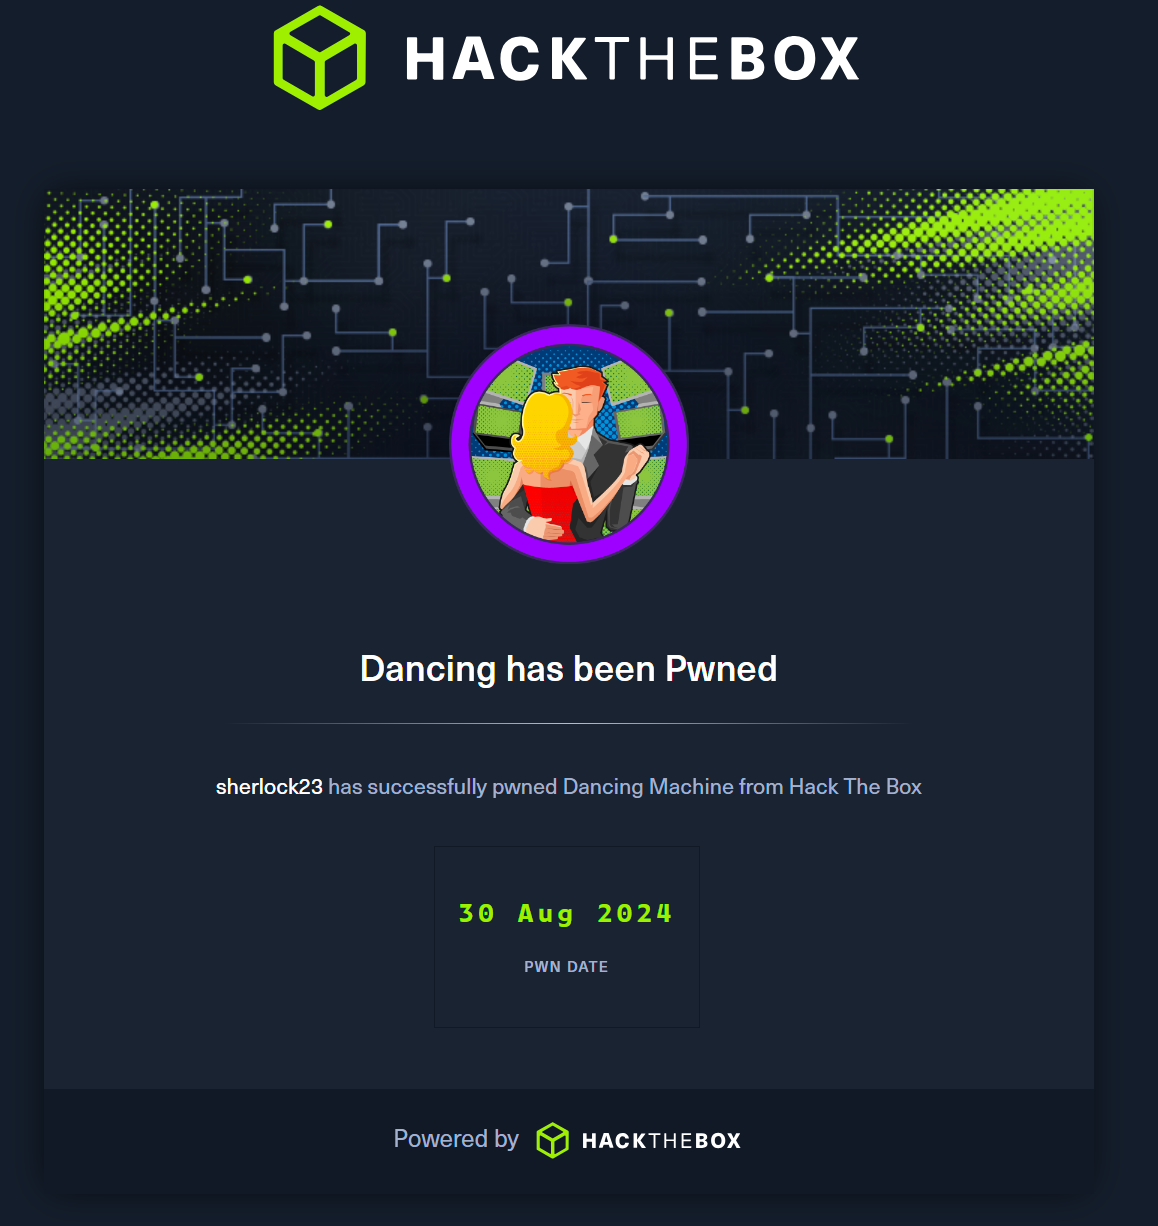 HACKTHEBOX
Dancing has been Pwned
sherlock23 has successfully pwned Dancing Machine from Hack The Box
30 Aug 2024
PWN DATE
Powered by HACKTHEBOX